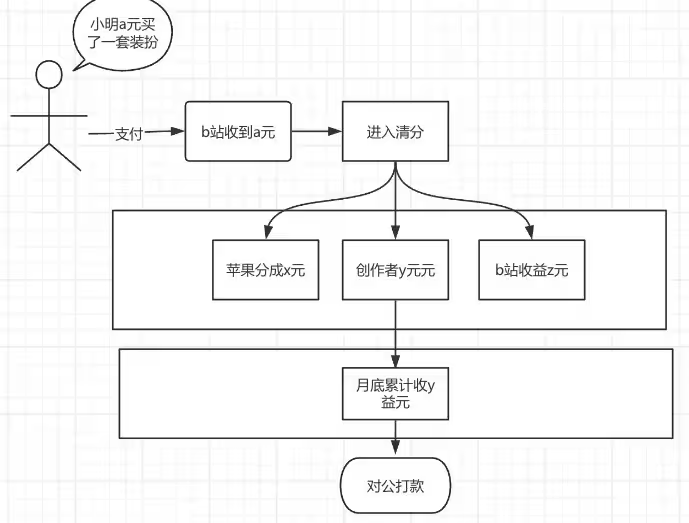 小明a元买
了一套装扮
支付
b站收到a元
进入清分
苹果分成x元
创作者y元元
b站收益z元
月底累计收y
益元
对公打款